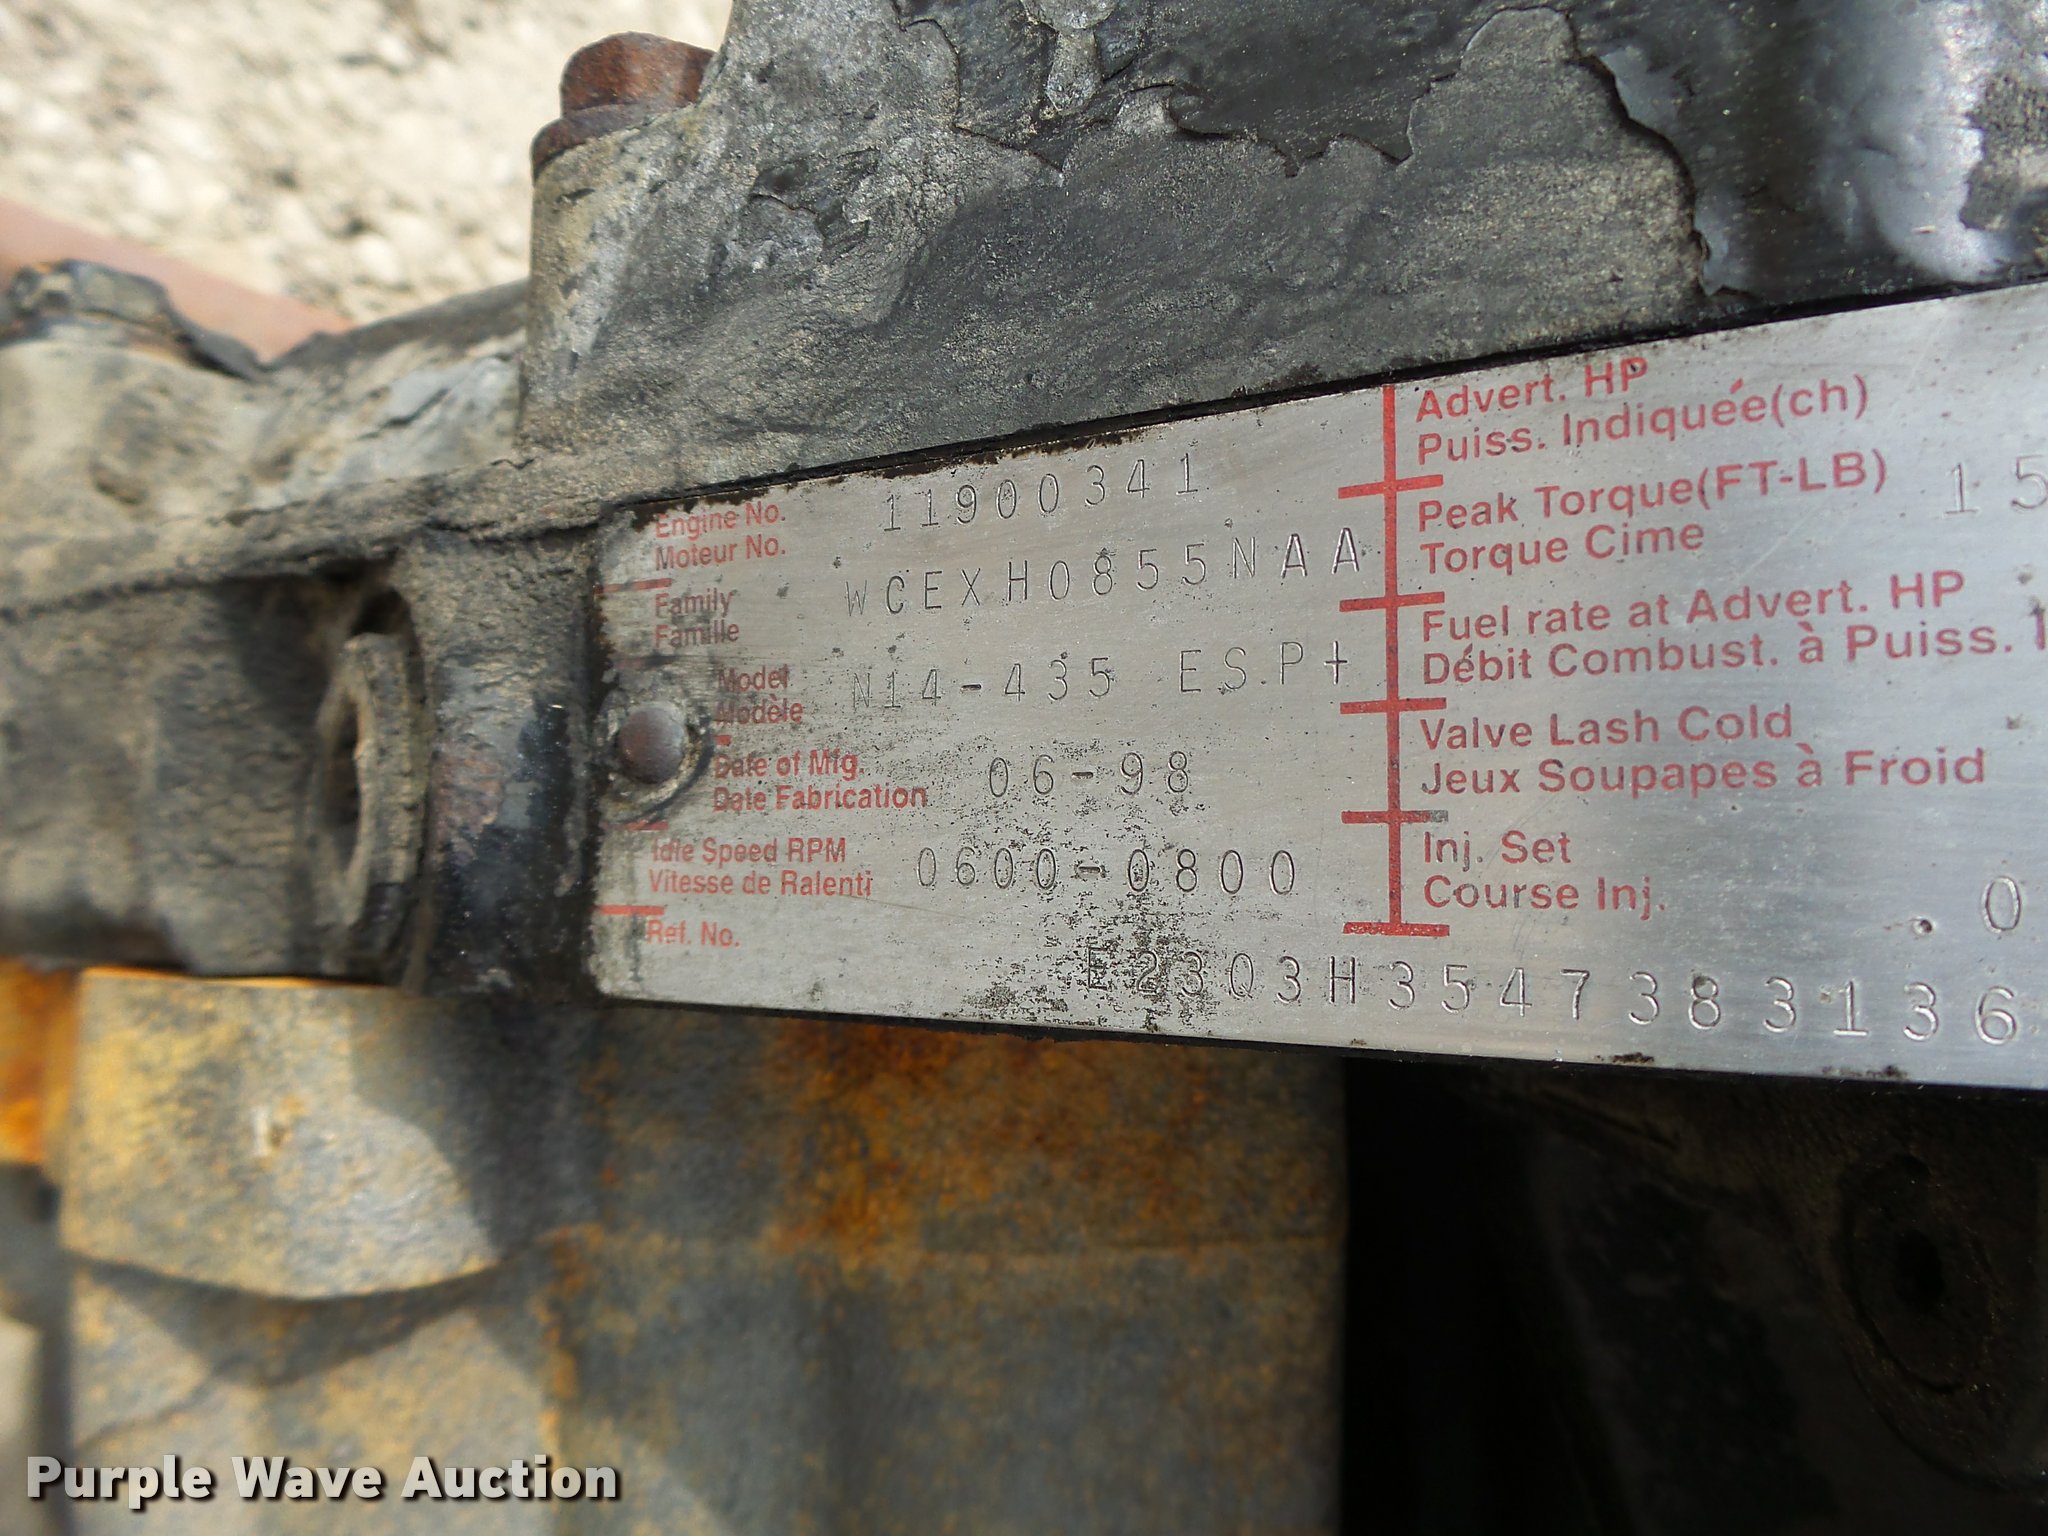 Engine No. 11900341
Moteur No.
Family WCEXH0855NAA
Famille
Model N14-435 ESP+
Modèle
Date of Mfg. 06-98
Date Fabrication
Idle Speed RPM 0600-0800
Vitesse de Ralenti
Ref. No.
E23Q3H3547383136
Advert. HP
Puiss. Indiquée(ch)
Peak Torque(FT-LB) 15
Torque Cime
Fuel rate at Advert. HP
Débit Combust. à Puiss.
Valve Lash Cold
Jeux Soupapes à Froid
Inj. Set
Course Inj. .0
Purple Wave Auction